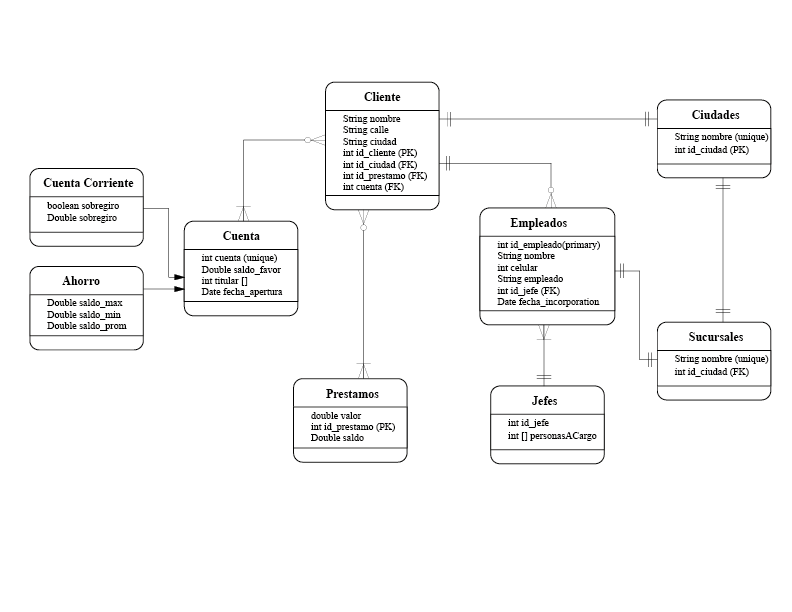 Cliente
String nombre
String calle
String ciudad
int id_cliente (PK)
int id_ciudad (FK)
int id_prestamo (FK)
int cuenta (FK)
Ciudades
String nombre (unique)
int id_ciudad (PK)
Cuenta Corriente
boolean sobregiro
Double sobregiro
Cuenta
int cuenta (unique)
Double saldo_favor
int titular []
Date fecha_apertura
Empleados
int id_empleado(primary)
String nombre
int celular
String empleado
int id_jefe (FK)
Date fecha_incorporation
Ahorro
Double saldo_max
Double saldo_min
Double saldo_prom
Sucursales
String nombre (unique)
int id_ciudad (FK)
Prestamos
double valor
int id_prestamo (PK)
Double saldo
Jefes
int id_jefe
int [] personasACargo